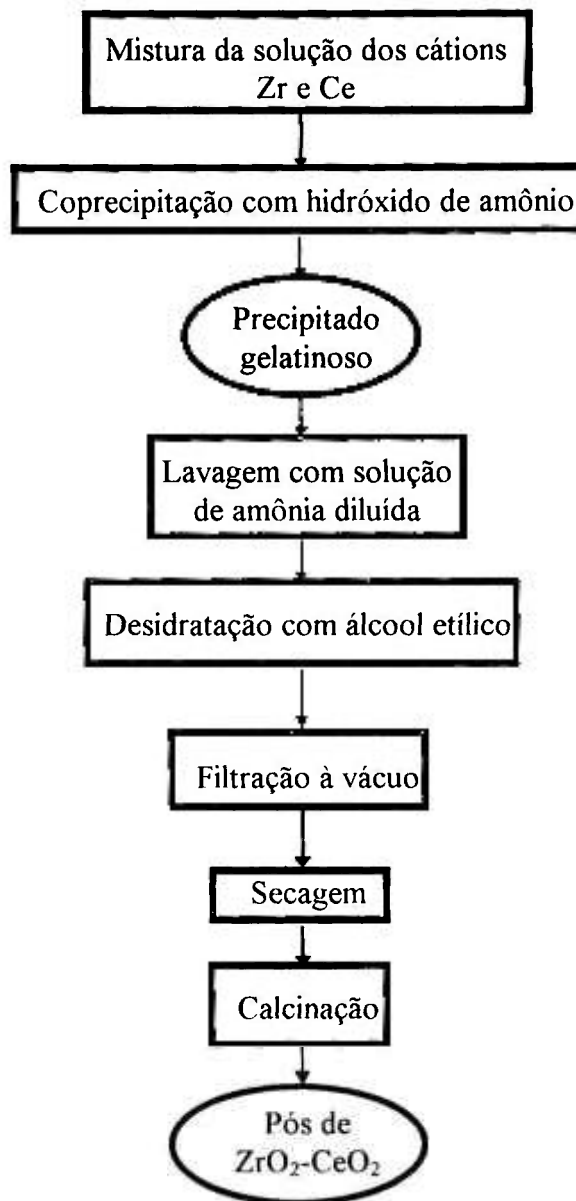 Mistura da solução dos cátions
Zr e Ce
Coprecipitação com hidróxido de amônio
Precipitado
gelatinoso
Lavagem com solução
de amônia diluída
Desidratação com álcool etílico
Filtração à vácuo
Secagem
Calcinação
Pós de
ZrO₂-CeO₂